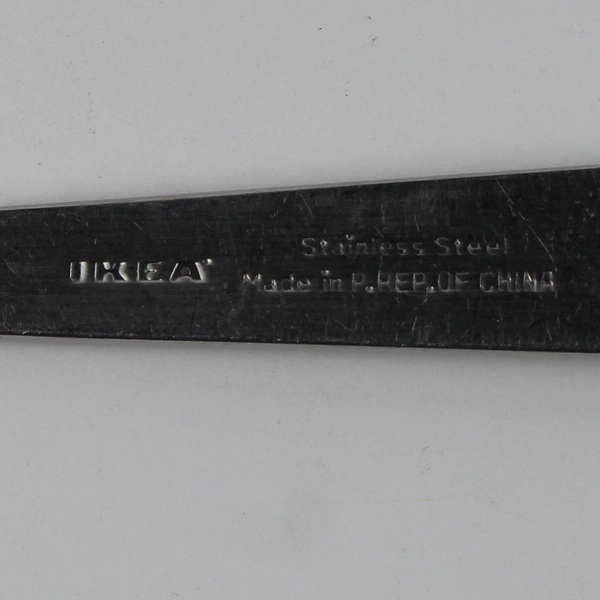 IKEA
Stainless Steel
Made in P.REP.OF CHINA